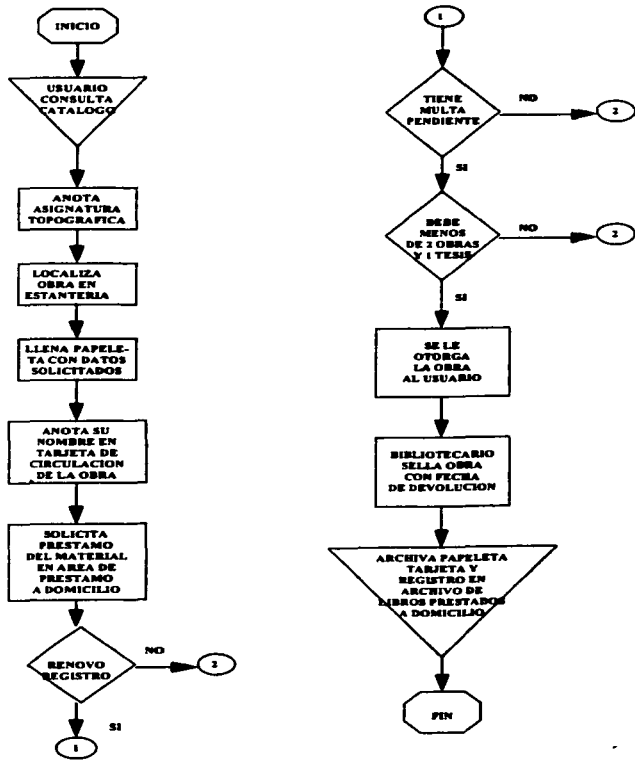 INICIO
USUARIO
CONSULTA
CATALOGO
ANOTA
ASIGNATURA
TOPOGRAFICA
LOCALIZA
OBRA EN
ESTANTERIA
LLENA PAPELE-
TA CON DATOS
SOLICITADOS
ANOTA SU
NOMBRE EN
TARJETA DE
CIRCULACION
DE LA OBRA
SOLICITA
PRESTAMO
DEL MATERIAL
EN AREA DE
PRESTAMO
A DOMICILIO
RENOVO
REGISTRO
NO
2
SI
1
1
TIENE
MULTA
PENDIENTE
NO
2
SI
DEBE
MENOS
DE 2 OBRAS
Y 1 TESIS
NO
2
SI
SE LE
OTORGA
LA OBRA
AL USUARIO
BIBLIOTECARIO
SELLA OBRA
CON FECHA
DE DEVOLUCION
ARCHIVA PAPELETA
TARJETA Y
REGISTRO EN
ARCHIVO DE
LIBROS PRESTADOS
A DOMICILIO
FIN